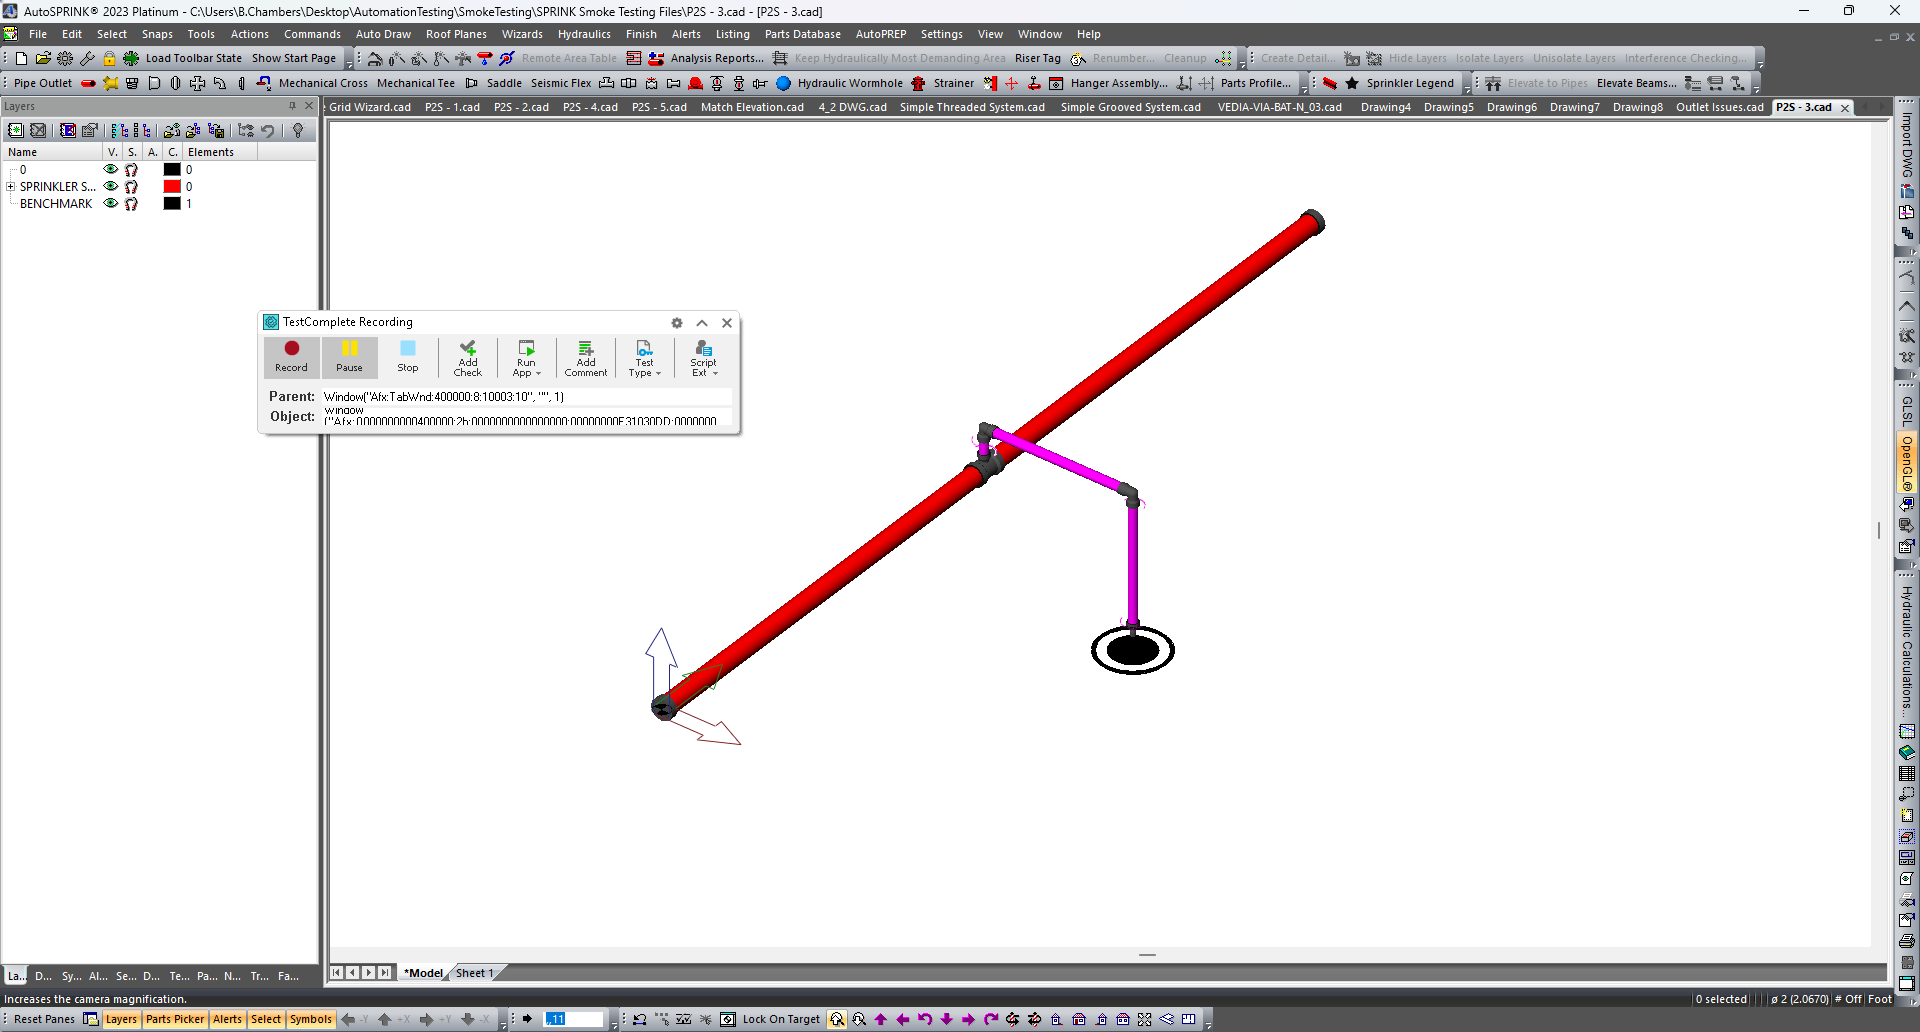 AutoSPRINK® 2023 Platinum - C:\Users\B.Chambers\Desktop\AutomationTesting\SmokeTesting\SPRINK Smoke Testing Files\P2S - 3.cad - [P2S - 3.cad]
File Edit Select Snaps Tools Actions Commands Auto Draw Roof Planes Wizards Hydraulics Finish Alerts Listing Parts Database AutoPREP Settings View Window Help
Load Toolbar State Show Start Page Remote Area Table Analysis Reports... Keep Hydraulically Most Demanding Area Riser Tag Renumber... Cleanup Create Detail... Hide Layers Isolate Layers Unisolate Layers Interference Checking...
Pipe Outlet Mechanical Cross Mechanical Tee Saddle Seismic Flex Hydraulic Wormhole Strainer Hanger Assembly... Parts Profile... Sprinkler Legend Elevate to Pipes Elevate Beams...
Layers
Grid Wizard.cad P2S - 1.cad P2S - 2.cad P2S - 4.cad P2S - 5.cad Match Elevation.cad 4_2 DWG.cad Simple Threaded System.cad Simple Grooved System.cad VEDIA-VIA-BAT-N_03.cad Drawing4 Drawing5 Drawing6 Drawing7 Drawing8 Outlet Issues.cad P2S - 3.cad
Name V. S. A. C. Elements
0 0
SPRINKLER S... 0
BENCHMARK 1
TestComplete Recording
Record Pause Stop Add Check Run App Add Comment Test Type Script Ext
Parent: Window("Afx:TabWnd:400000:8:10003:10", "", 1)
Object: Window
("Afx:0000000000400000:2b:0000000000000000:00000000F31030DD:0000000
Import DWG
GLSL
OpenGL®
Hydraulic Calculations...
La... D... Sy... Al... Se... D... Te... Pa... N... Tr... Fa...
*Model Sheet 1
Increases the camera magnification.
0 selected ø 2 (2.0670) # Off Foot
Reset Panes Layers Parts Picker Alerts Select Symbols -Y +X +Y -X ,,11 Lock On Target